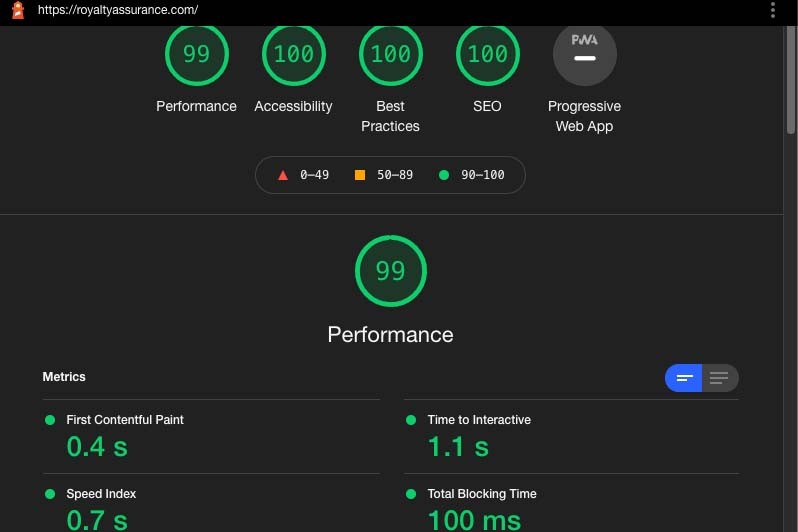 https://royaltyassurance.com/
99 100 100 100 PWA
Performance Accessibility Best Practices SEO Progressive Web App
0–49 50–89 90–100
99
Performance
Metrics
First Contentful Paint
0.4 s
Time to Interactive
1.1 s
Speed Index
0.7 s
Total Blocking Time
100 ms